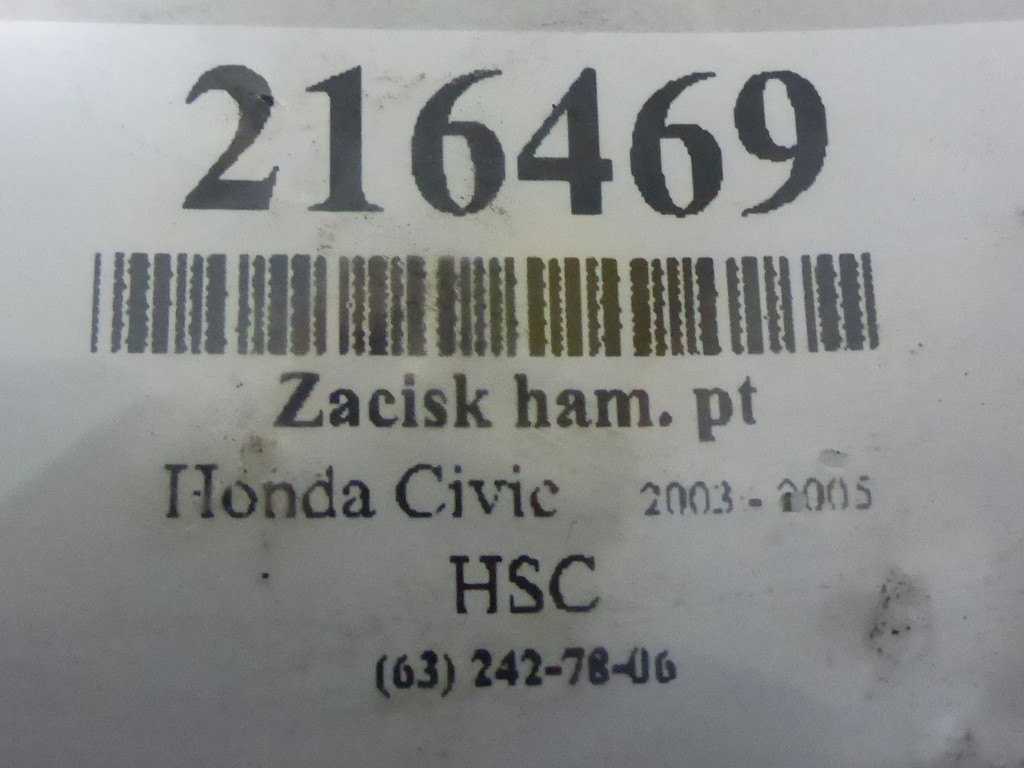 216469
Zacisk ham. pt
Honda Civic 2003 - 2005
HSC
(63) 242-78-06